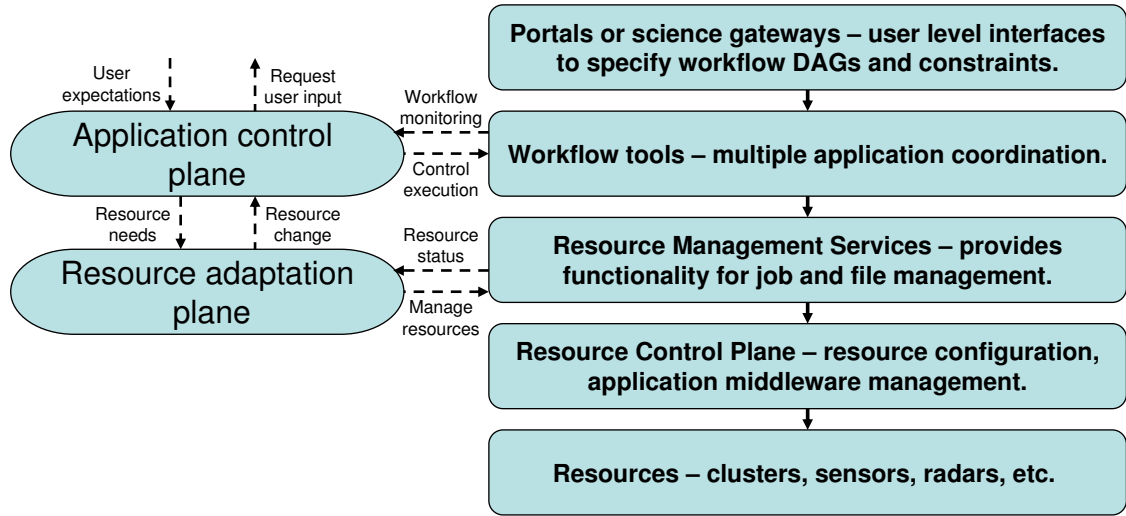 Portals or science gateways – user level interfaces
to specify workflow DAGs and constraints.
User
expectations
Request
user input
Workflow
monitoring
Application control
plane
Control
execution
Workflow tools – multiple application coordination.
Resource
needs
Resource
change
Resource
status
Resource adaptation
plane
Manage
resources
Resource Management Services – provides
functionality for job and file management.
Resource Control Plane – resource configuration,
application middleware management.
Resources – clusters, sensors, radars, etc.